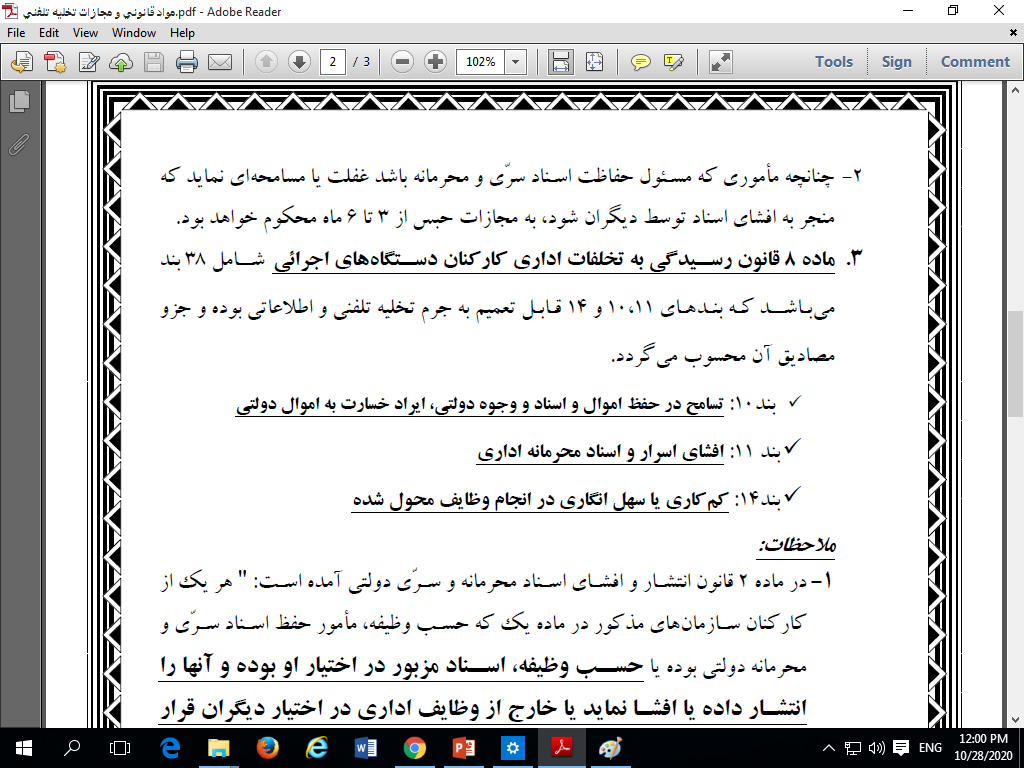 مواد قانوني و مجازات تخليه تلفني.pdf - Adobe Reader
File Edit View Window Help
2 / 3 102% Tools Sign Comment
۲- چنانچه مأموری که مسئول حفاظت اسناد سرّی و محرمانه باشد غفلت یا مسامحه‌ای نماید که
منجر به افشای اسناد توسط دیگران شود، به مجازات حبس از ۳ تا ۶ ماه محکوم خواهد بود.
۳. ماده ۸ قانون رسیدگی به تخلفات اداری کارکنان دستگاه‌های اجرائی شامل ۳۸ بند
می‌باشد که بندهای ۱۰،۱۱ و ۱۴ قابل تعمیم به جرم تخلیه تلفنی و اطلاعاتی بوده و جزو
مصادیق آن محسوب می‌گردد.
✓ بند۱۰: تسامح در حفظ اموال و اسناد و وجوه دولتی، ایراد خسارت به اموال دولتی
✓ بند ۱۱: افشای اسرار و اسناد محرمانه اداری
✓ بند۱۴: کم‌کاری یا سهل انگاری در انجام وظایف محول شده
ملاحظات:
۱- در ماده ۲ قانون انتشار و افشای اسناد محرمانه و سرّی دولتی آمده است: " هر یک از
کارکنان سازمان‌های مذکور در ماده یک که حسب وظیفه، مأمور حفظ اسناد سرّی و
محرمانه دولتی بوده یا حسب وظیفه، اسناد مزبور در اختیار او بوده و آنها را
انتشار داده یا افشا نماید یا خارج از وظایف اداری در اختیار دیگران قرار
ENG 12:00 PM
10/28/2020